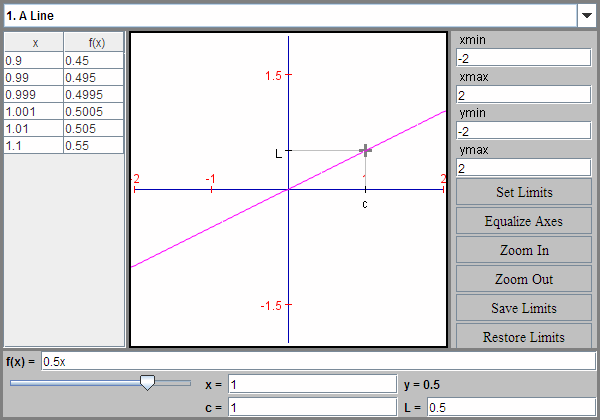 1. A Line
x f(x)
0.9 0.45
0.99 0.495
0.999 0.4995
1.001 0.5005
1.01 0.505
1.1 0.55
1.5
L
-2 -1 1 2
c
-1.5
xmin
-2
xmax
2
ymin
-2
ymax
2
Set Limits
Equalize Axes
Zoom In
Zoom Out
Save Limits
Restore Limits
f(x) = 0.5x
x = 1 y = 0.5
c = 1 L = 0.5